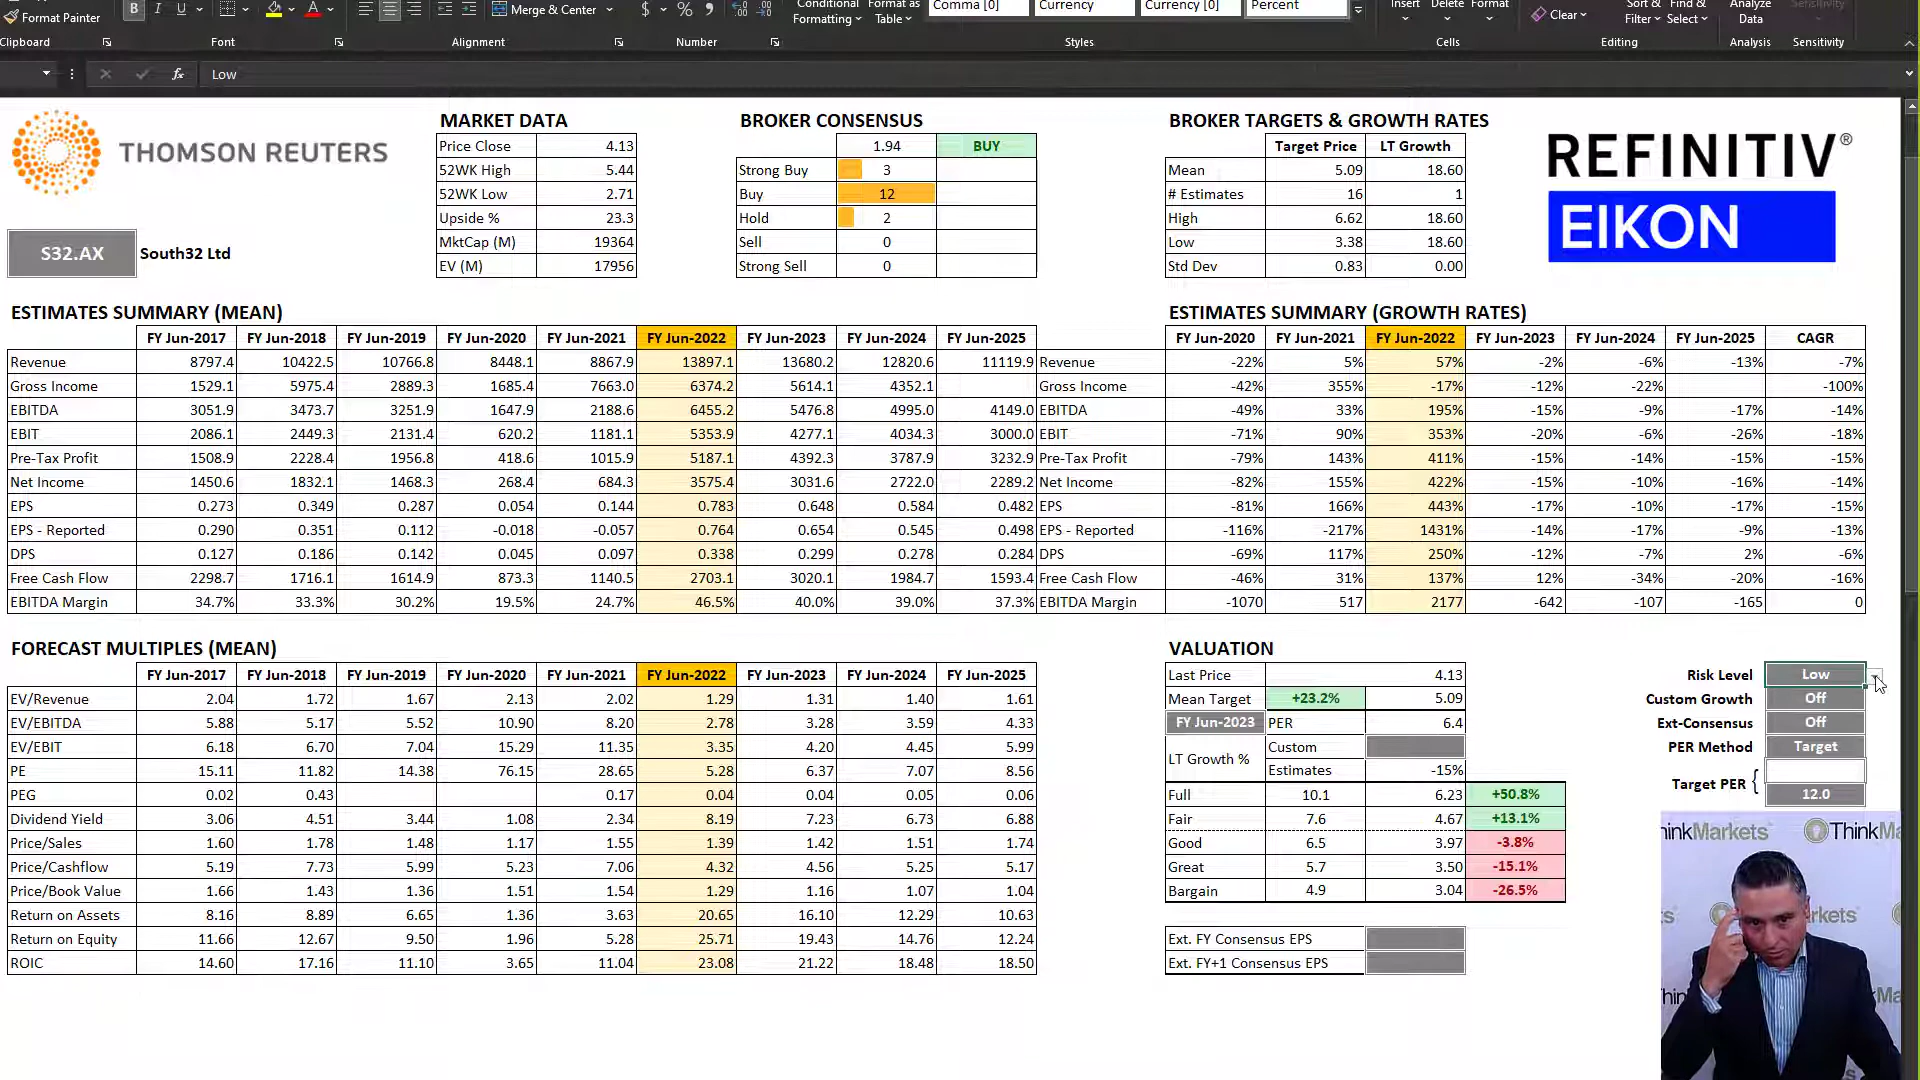 Format Painter
Merge & Center
$ % 9
Conditional Formatting
Format as Table
Comma [0] Currency Currency [0] Percent
Insert Delete Format
Clear
Sort & Filter
Find & Select
Analyze Data
Sensitivity
Clipboard Font Alignment Number Styles Cells Editing Analysis Sensitivity
fx Low
THOMSON REUTERS
S32.AX South32 Ltd
MARKET DATA
Price Close 4.13
52WK High 5.44
52WK Low 2.71
Upside % 23.3
MktCap (M) 19364
EV (M) 17956
BROKER CONSENSUS
1.94 BUY
Strong Buy 3
Buy 12
Hold 2
Sell 0
Strong Sell 0
BROKER TARGETS & GROWTH RATES
Target Price LT Growth
Mean 5.09 18.60
# Estimates 16 1
High 6.62 18.60
Low 3.38 18.60
Std Dev 0.83 0.00
REFINITIV®
EIKON
ESTIMATES SUMMARY (MEAN)
FY Jun-2017 FY Jun-2018 FY Jun-2019 FY Jun-2020 FY Jun-2021 FY Jun-2022 FY Jun-2023 FY Jun-2024 FY Jun-2025
Revenue 8797.4 10422.5 10766.8 8448.1 8867.9 13897.1 13680.2 12820.6 11119.9
Gross Income 1529.1 5975.4 2889.3 1685.4 7663.0 6374.2 5614.1 4352.1
EBITDA 3051.9 3473.7 3251.9 1647.9 2188.6 6455.2 5476.8 4995.0 4149.0
EBIT 2086.1 2449.3 2131.4 620.2 1181.1 5353.9 4277.1 4034.3 3000.0
Pre-Tax Profit 1508.9 2228.4 1956.8 418.6 1015.9 5187.1 4392.3 3787.9 3232.9
Net Income 1450.6 1832.1 1468.3 268.4 684.3 3575.4 3031.6 2722.0 2289.2
EPS 0.273 0.349 0.287 0.054 0.144 0.783 0.648 0.584 0.482
EPS - Reported 0.290 0.351 0.112 -0.018 -0.057 0.764 0.654 0.545 0.498
DPS 0.127 0.186 0.142 0.045 0.097 0.338 0.299 0.278 0.284
Free Cash Flow 2298.7 1716.1 1614.9 873.3 1140.5 2703.1 3020.1 1984.7 1593.4
EBITDA Margin 34.7% 33.3% 30.2% 19.5% 24.7% 46.5% 40.0% 39.0% 37.3%
ESTIMATES SUMMARY (GROWTH RATES)
FY Jun-2020 FY Jun-2021 FY Jun-2022 FY Jun-2023 FY Jun-2024 FY Jun-2025 CAGR
Revenue -22% 5% 57% -2% -6% -13% -7%
Gross Income -42% 355% -17% -12% -22% -100%
EBITDA -49% 33% 195% -15% -9% -17% -14%
EBIT -71% 90% 353% -20% -6% -26% -18%
Pre-Tax Profit -79% 143% 411% -15% -14% -15% -15%
Net Income -82% 155% 422% -15% -10% -16% -14%
EPS -81% 166% 443% -17% -10% -17% -15%
EPS - Reported -116% -217% 1431% -14% -17% -9% -13%
DPS -69% 117% 250% -12% -7% 2% -6%
Free Cash Flow -46% 31% 137% 12% -34% -20% -16%
EBITDA Margin -1070 517 2177 -642 -107 -165 0
FORECAST MULTIPLES (MEAN)
FY Jun-2017 FY Jun-2018 FY Jun-2019 FY Jun-2020 FY Jun-2021 FY Jun-2022 FY Jun-2023 FY Jun-2024 FY Jun-2025
EV/Revenue 2.04 1.72 1.67 2.13 2.02 1.29 1.31 1.40 1.61
EV/EBITDA 5.88 5.17 5.52 10.90 8.20 2.78 3.28 3.59 4.33
EV/EBIT 6.18 6.70 7.04 15.29 11.35 3.35 4.20 4.45 5.99
PE 15.11 11.82 14.38 76.15 28.65 5.28 6.37 7.07 8.56
PEG 0.02 0.43 0.17 0.04 0.04 0.05 0.06
Dividend Yield 3.06 4.51 3.44 1.08 2.34 8.19 7.23 6.73 6.88
Price/Sales 1.60 1.78 1.48 1.17 1.55 1.39 1.42 1.51 1.74
Price/Cashflow 5.19 7.73 5.99 5.23 7.06 4.32 4.56 5.25 5.17
Price/Book Value 1.66 1.43 1.36 1.51 1.54 1.29 1.16 1.07 1.04
Return on Assets 8.16 8.89 6.65 1.36 3.63 20.65 16.10 12.29 10.63
Return on Equity 11.66 12.67 9.50 1.96 5.28 25.71 19.43 14.76 12.24
ROIC 14.60 17.16 11.10 3.65 11.04 23.08 21.22 18.48 18.50
VALUATION
Last Price 4.13
Mean Target +23.2% 5.09
FY Jun-2023 PER 6.4
LT Growth % Custom
Estimates -15%
Full 10.1 6.23 +50.8%
Fair 7.6 4.67 +13.1%
Good 6.5 3.97 -3.8%
Great 5.7 3.50 -15.1%
Bargain 4.9 3.04 -26.5%
Ext. FY Consensus EPS
Ext. FY+1 Consensus EPS
Risk Level Low
Custom Growth Off
Ext-Consensus Off
PER Method Target
Target PER { 12.0
inkMarkets ThinkMa
ts rkets
hin Ma